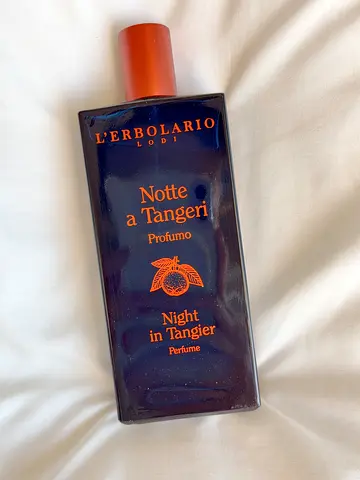 L'ERBOLARIO
LODI
Notte
a Tangeri
Profumo
Night
in Tangier
Perfume